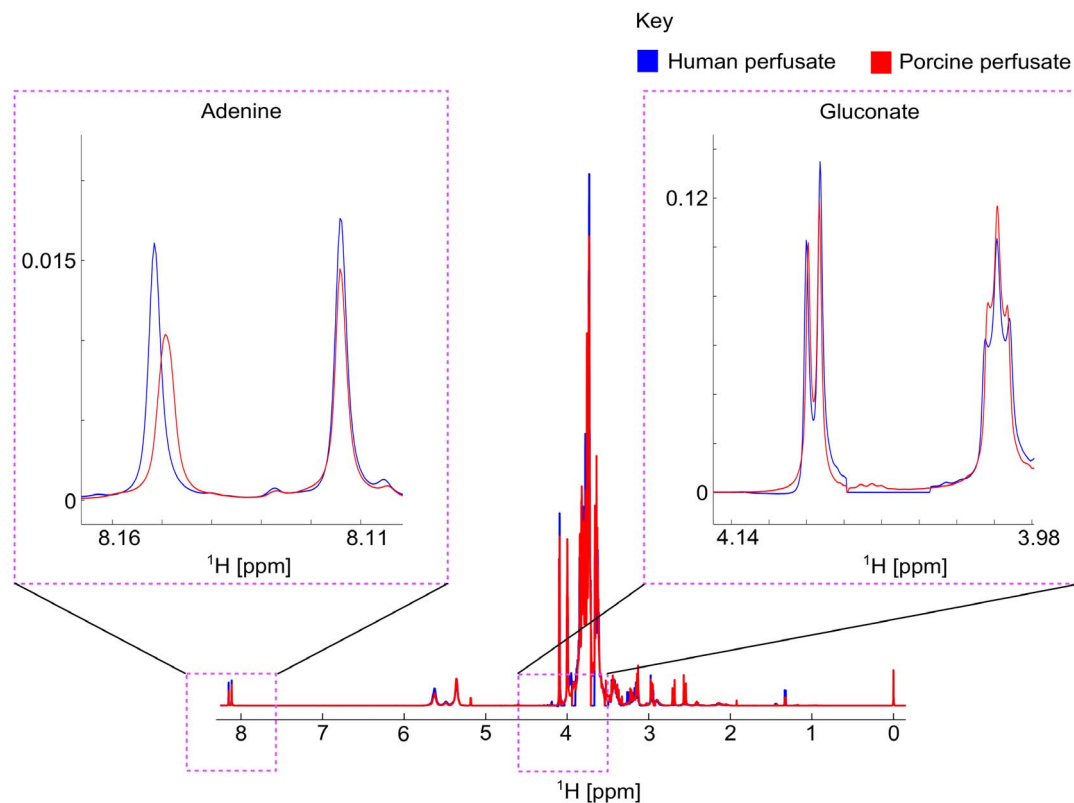 Key
Human perfusate
Porcine perfusate
Adenine
0.015
0
8.16
8.11
¹H [ppm]
Gluconate
0.12
0
4.14
3.98
¹H [ppm]
8
7
6
5
4
3
2
1
0
¹H [ppm]